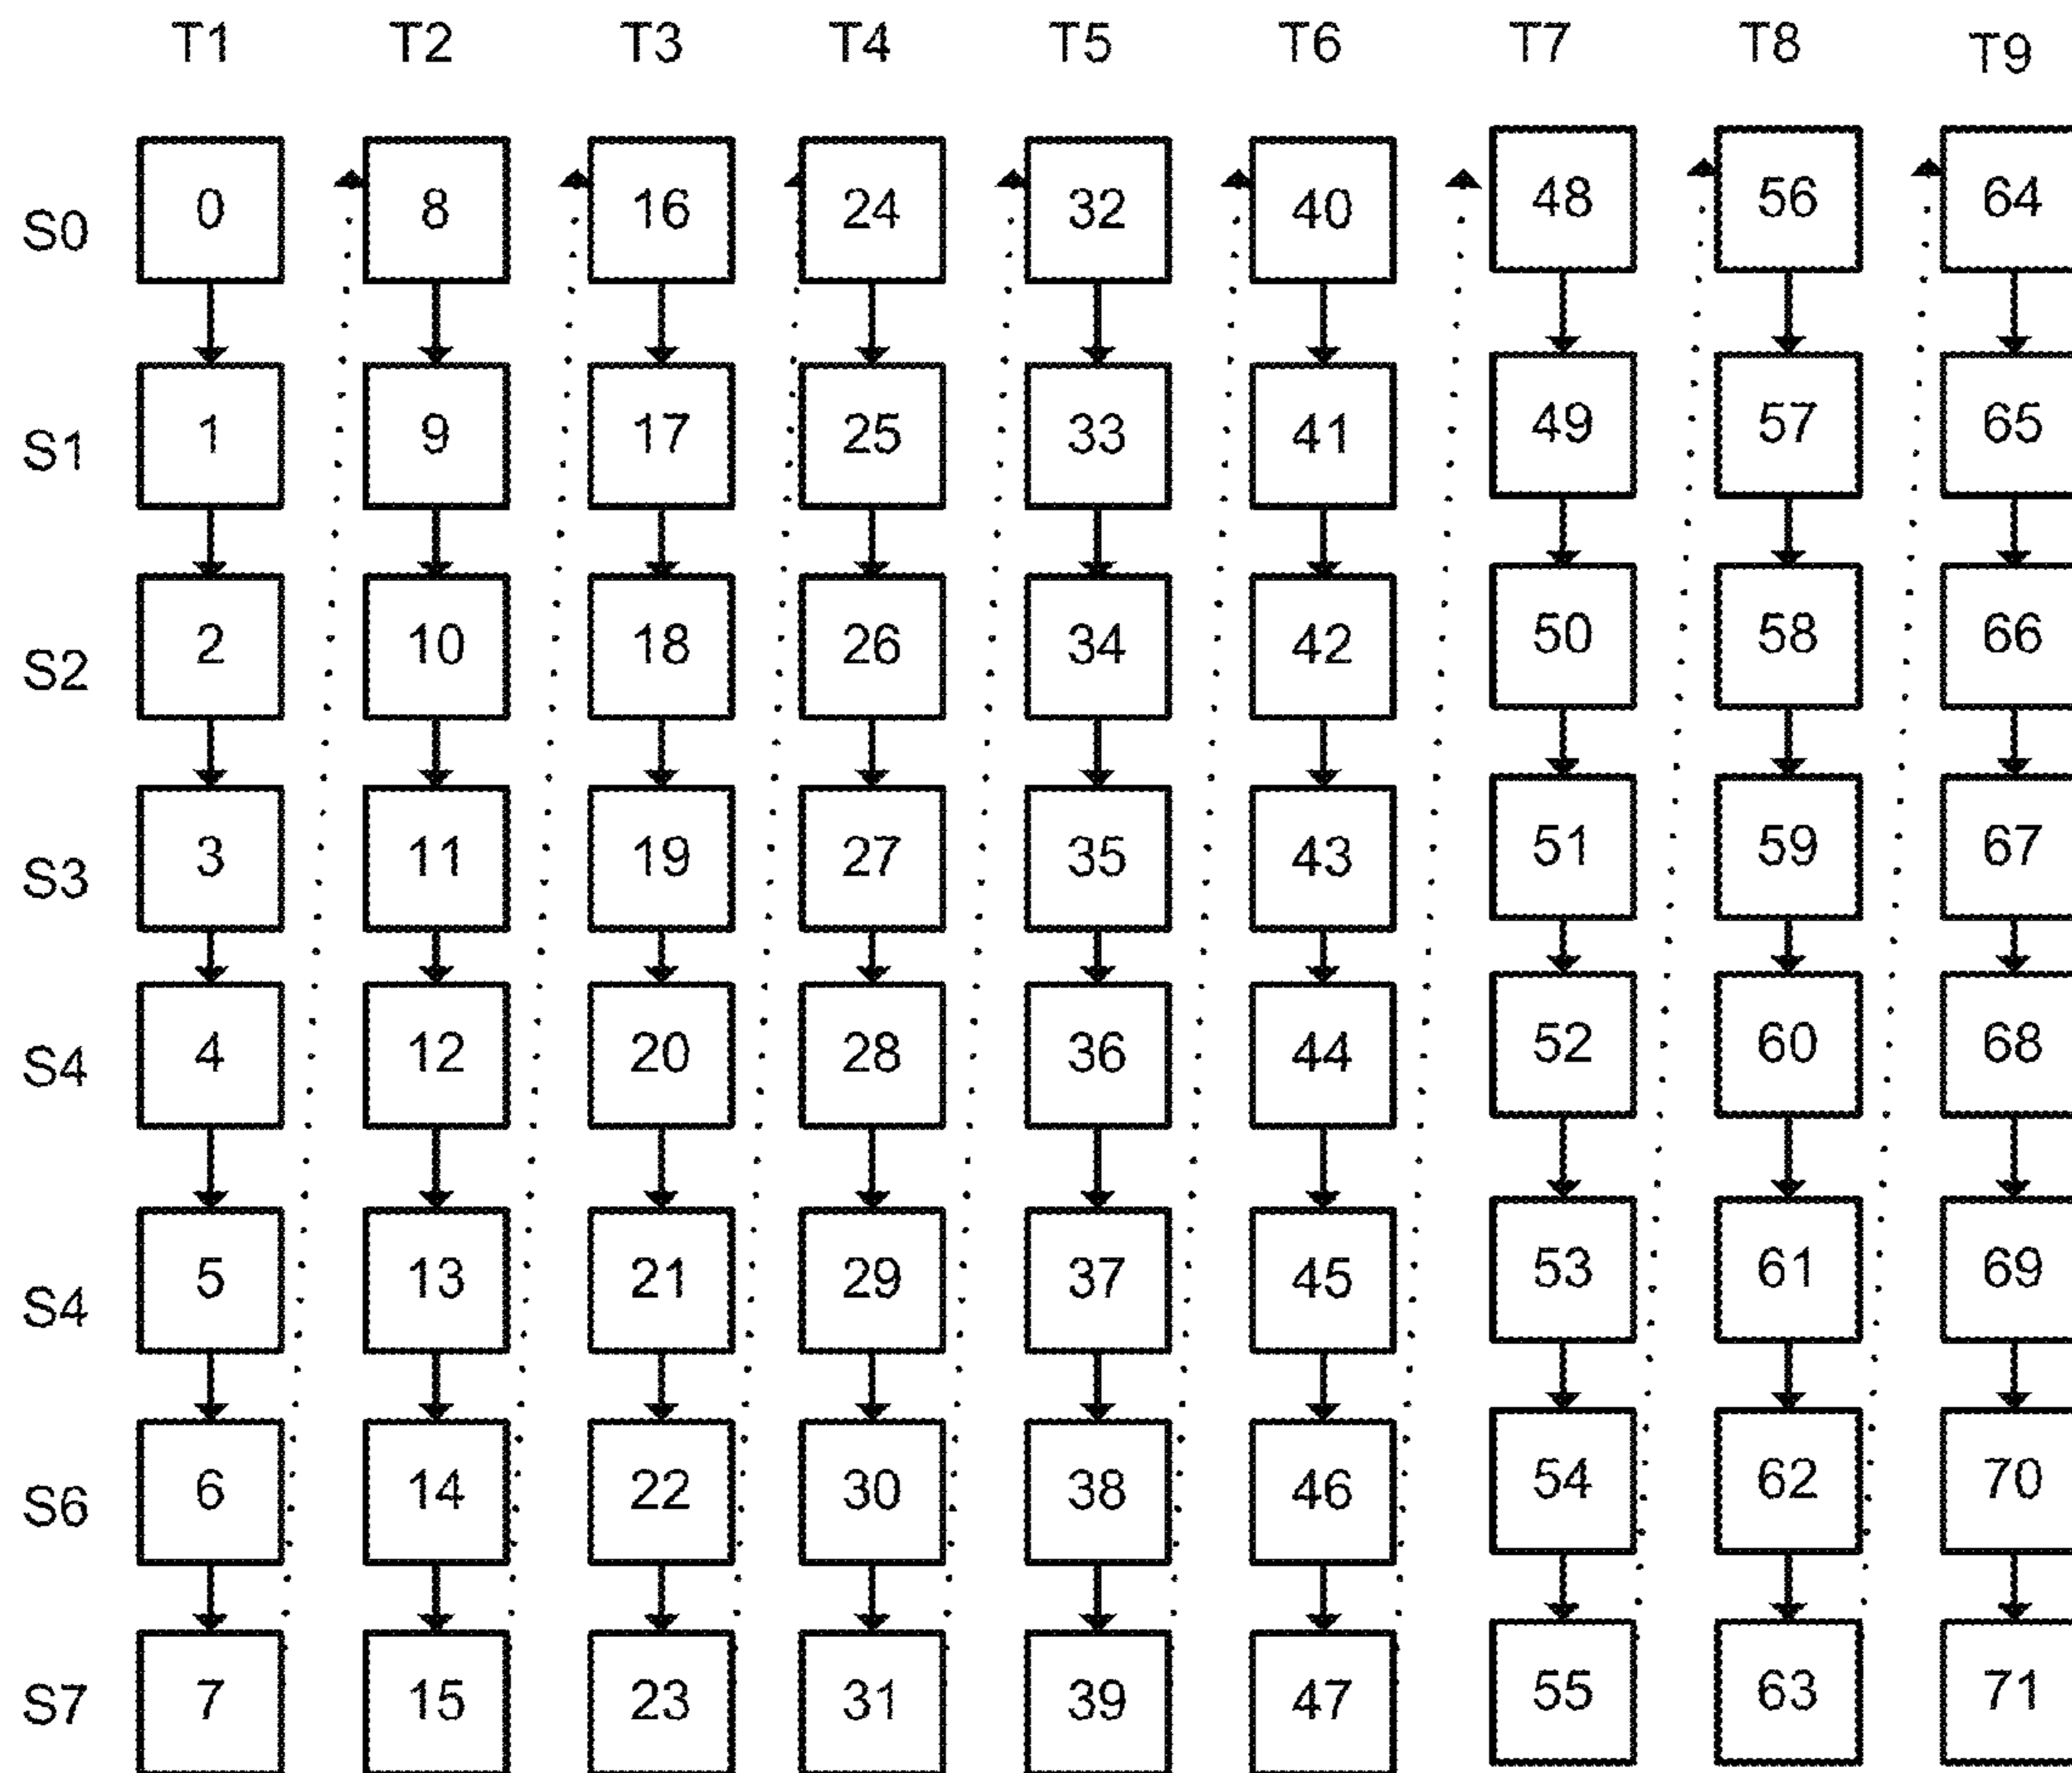 T1 T2 T3 T4 T5 T6 T7 T8 T9
S0 0 8 16 24 32 40 48 56 64
S1 1 9 17 25 33 41 49 57 65
S2 2 10 18 26 34 42 50 58 66
S3 3 11 19 27 35 43 51 59 67
S4 4 12 20 28 36 44 52 60 68
S4 5 13 21 29 37 45 53 61 69
S6 6 14 22 30 38 46 54 62 70
S7 7 15 23 31 39 47 55 63 71